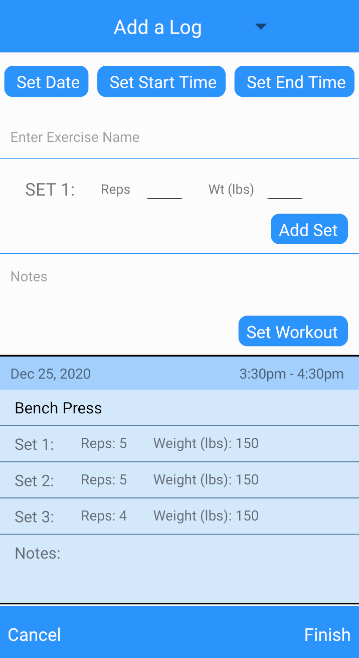 Add a Log
Set Date Set Start Time Set End Time
Enter Exercise Name
SET 1: Reps Wt (lbs)
Add Set
Notes
Set Workout
Dec 25, 2020 3:30pm - 4:30pm
Bench Press
Set 1: Reps: 5 Weight (lbs): 150
Set 2: Reps: 5 Weight (lbs): 150
Set 3: Reps: 4 Weight (lbs): 150
Notes:
Cancel Finish